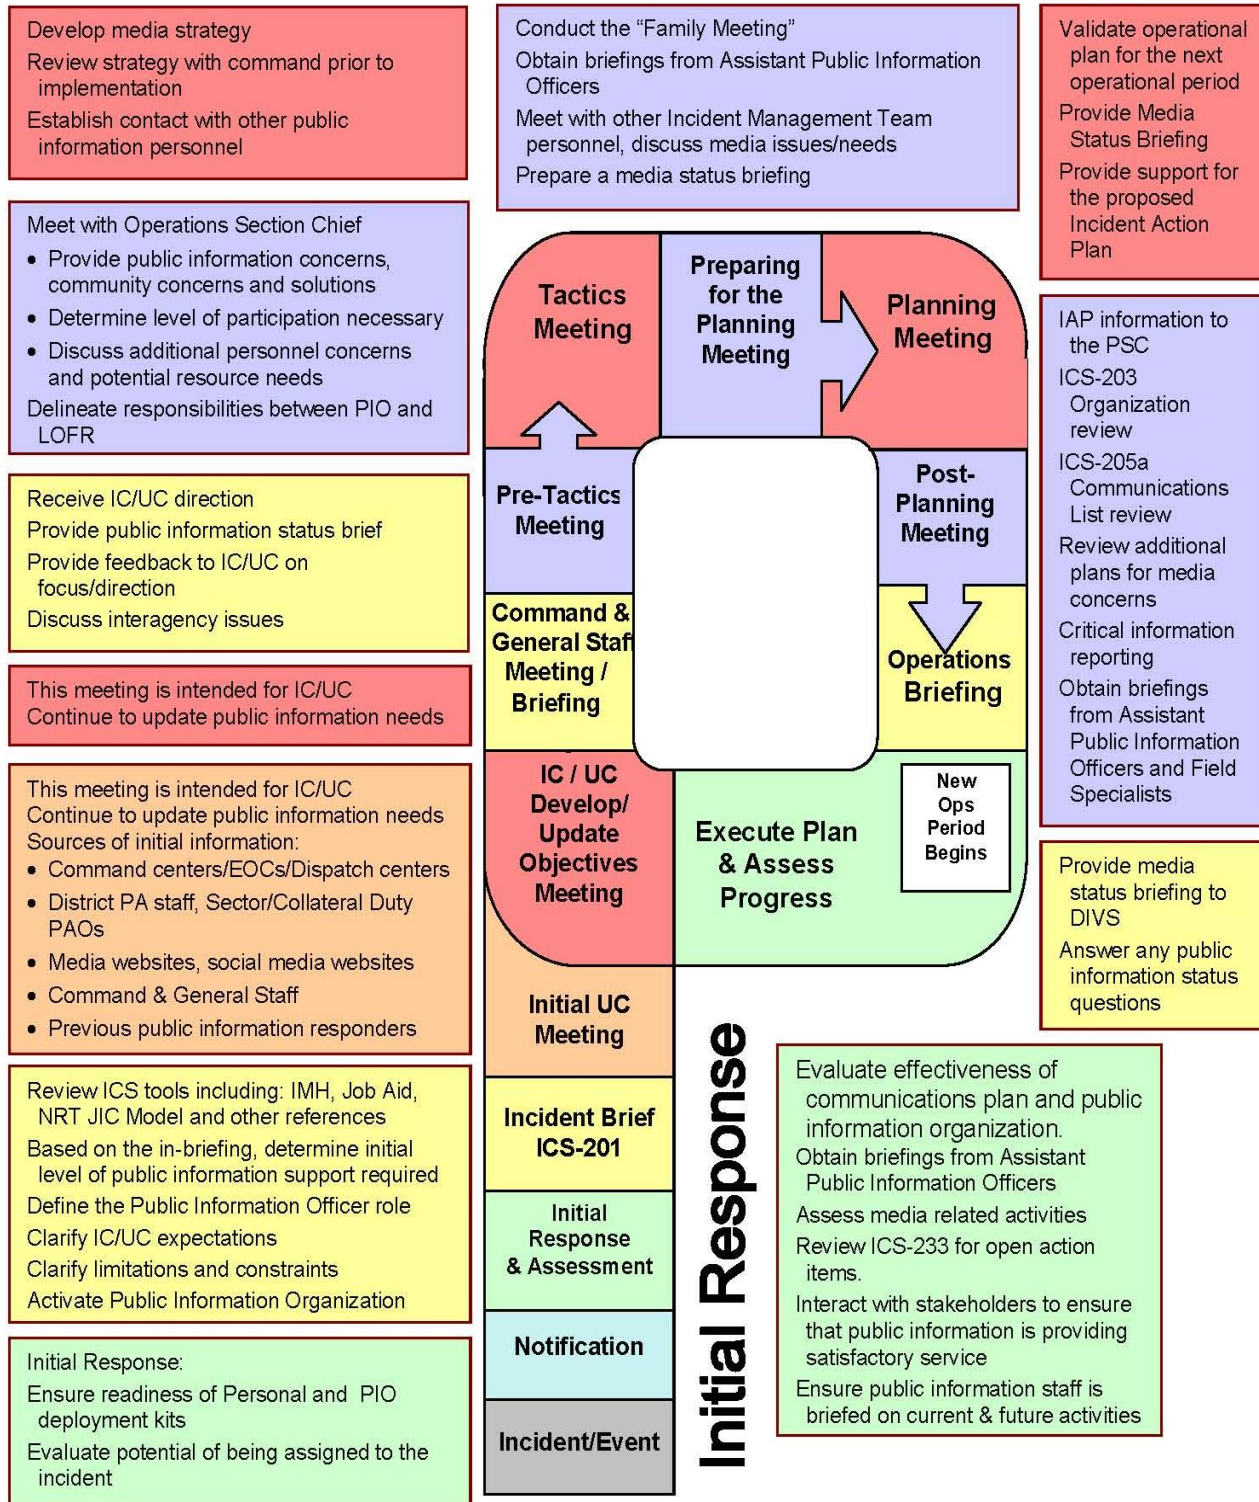 Develop media strategy
Review strategy with command prior to
implementation
Establish contact with other public
information personnel
Conduct the “Family Meeting”
Obtain briefings from Assistant Public Information
Officers
Meet with other Incident Management Team
personnel, discuss media issues/needs
Prepare a media status briefing
Validate operational
plan for the next
operational period
Provide Media
Status Briefing
Provide support for
the proposed
Incident Action
Plan
Meet with Operations Section Chief
• Provide public information concerns,
community concerns and solutions
• Determine level of participation necessary
• Discuss additional personnel concerns
and potential resource needs
Delineate responsibilities between PIO and
LOFR
Receive IC/UC direction
Provide public information status brief
Provide feedback to IC/UC on
focus/direction
Discuss interagency issues
This meeting is intended for IC/UC
Continue to update public information needs
This meeting is intended for IC/UC
Continue to update public information needs
Sources of initial information:
• Command centers/EOCs/Dispatch centers
• District PA staff, Sector/Collateral Duty
PAOs
• Media websites, social media websites
• Command & General Staff
• Previous public information responders
Review ICS tools including: IMH, Job Aid,
NRT JIC Model and other references
Based on the in-briefing, determine initial
level of public information support required
Define the Public Information Officer role
Clarify IC/UC expectations
Clarify limitations and constraints
Activate Public Information Organization
Initial Response:
Ensure readiness of Personal and PIO
deployment kits
Evaluate potential of being assigned to the
incident
Tactics
Meeting
Preparing
for the
Planning
Meeting
Planning
Meeting
Pre-Tactics
Meeting
Post-
Planning
Meeting
Command &
General Staff
Meeting /
Briefing
Operations
Briefing
IC / UC
Develop/
Update
Objectives
Meeting
Execute Plan
& Assess
Progress
New
Ops
Period
Begins
Initial UC
Meeting
Incident Brief
ICS-201
Initial
Response
& Assessment
Notification
Incident/Event
Initial Response
IAP information to
the PSC
ICS-203
Organization
review
ICS-205a
Communications
List review
Review additional
plans for media
concerns
Critical information
reporting
Obtain briefings
from Assistant
Public Information
Officers and Field
Specialists
Provide media
status briefing to
DIVS
Answer any public
information status
questions
Evaluate effectiveness of
communications plan and public
information organization.
Obtain briefings from Assistant
Public Information Officers
Assess media related activities
Review ICS-233 for open action
items.
Interact with stakeholders to ensure
that public information is providing
satisfactory service
Ensure public information staff is
briefed on current & future activities